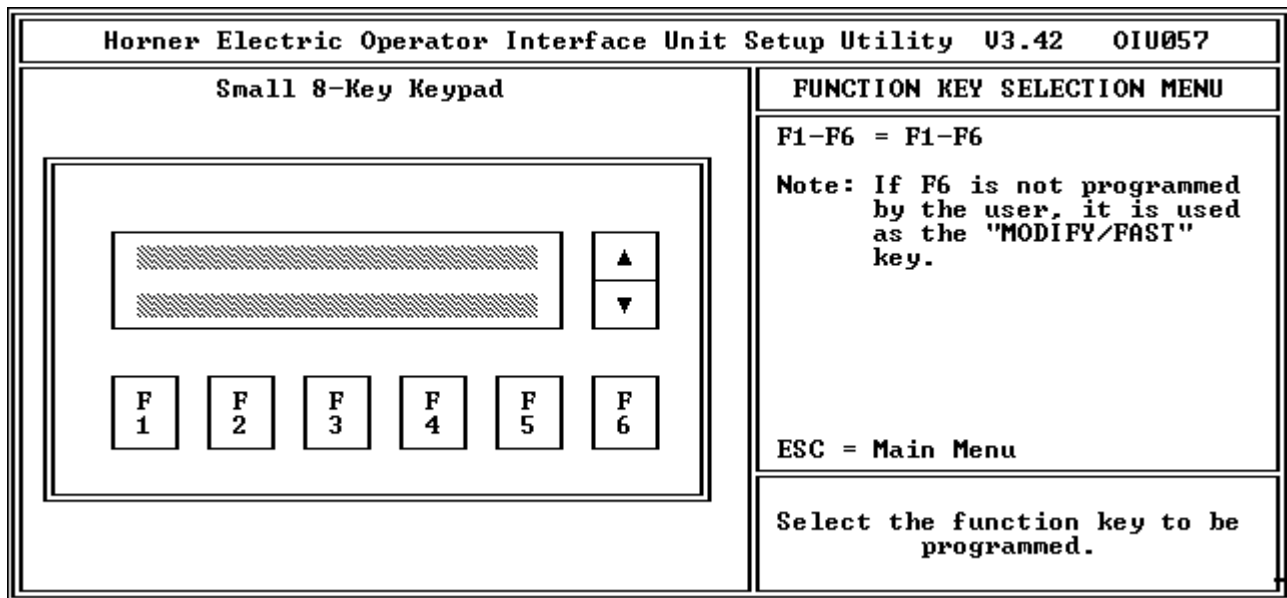 Horner Electric Operator Interface Unit Setup Utility V3.42 OIU057
Small 8-Key Keypad
▲
▼
F F F F F F
1 2 3 4 5 6
FUNCTION KEY SELECTION MENU
F1-F6 = F1-F6
Note: If F6 is not programmed
by the user, it is used
as the "MODIFY/FAST"
key.
ESC = Main Menu
Select the function key to be
programmed.